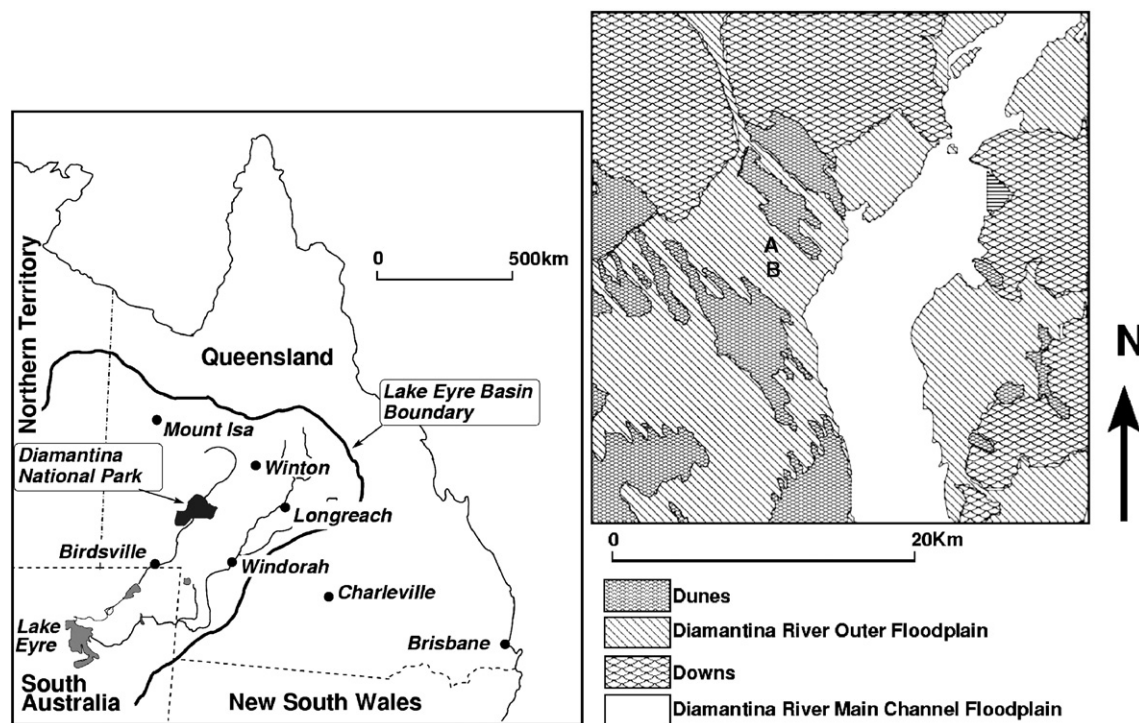 Northern Territory
0 500km
Queensland
Lake Eyre Basin
Boundary
Mount Isa
Diamantina
National Park
Winton
Longreach
Birdsville
Windorah
Charleville
Lake
Eyre
Brisbane
South
Australia
New South Wales
A
B
N
0 20Km
Dunes
Diamantina River Outer Floodplain
Downs
Diamantina River Main Channel Floodplain